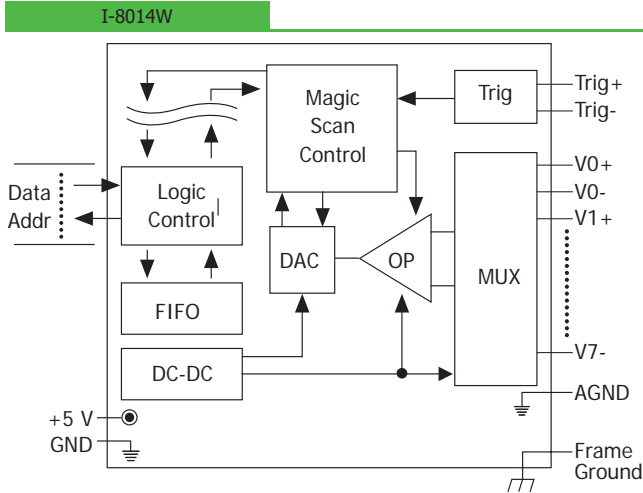 I-8014W
Magic
Scan
Control
Trig
Trig+
Trig-
Data
Addr
Logic
Control
DAC
OP
MUX
V0+
V0-
V1+
V7-
FIFO
DC-DC
AGND
+5 V
GND
Frame
Ground